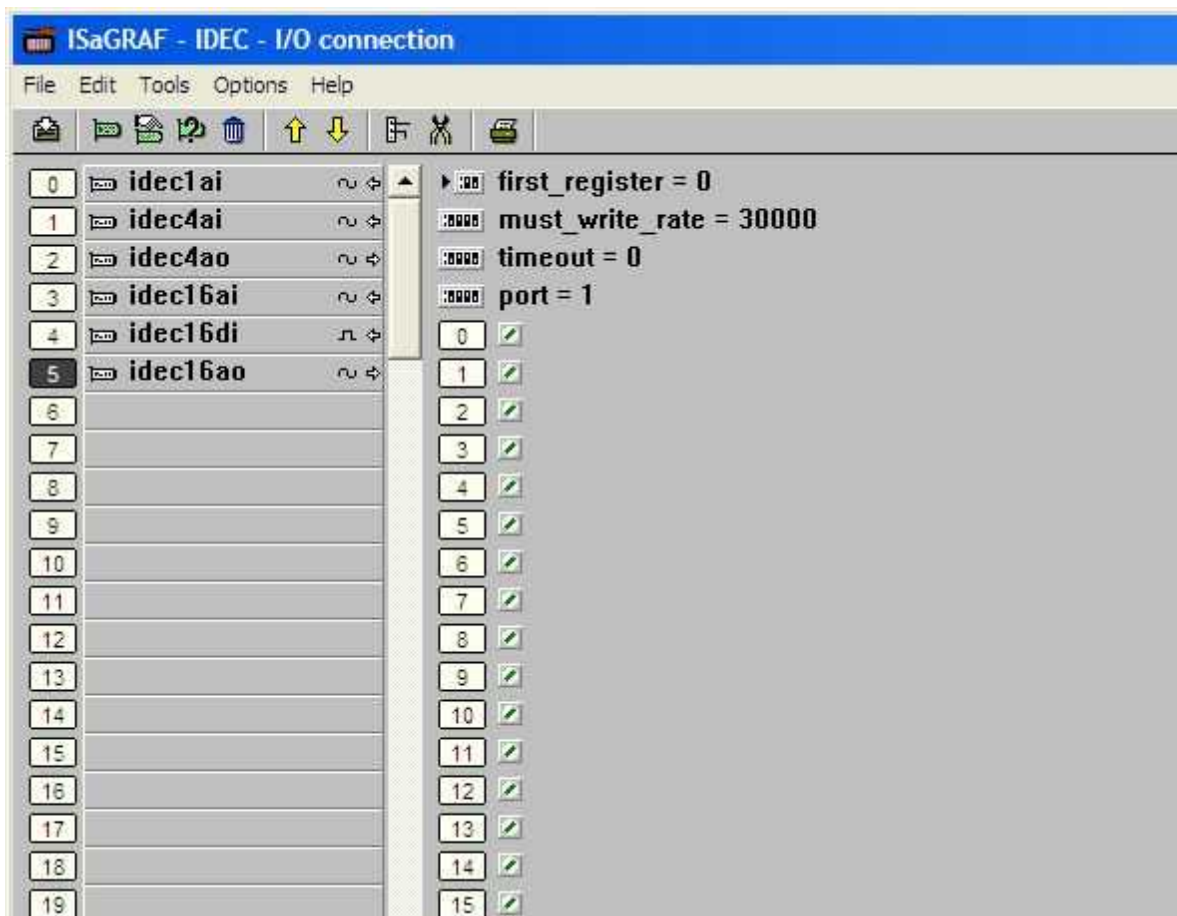 ISaGRAF - IDEC - I/O connection
File Edit Tools Options Help
0 idec1ai
1 idec4ai
2 idec4ao
3 idec16ai
4 idec16di
5 idec16ao
6
7
8
9
10
11
12
13
14
15
16
17
18
19
first_register = 0
must_write_rate = 30000
timeout = 0
port = 1
0
1
2
3
4
5
6
7
8
9
10
11
12
13
14
15